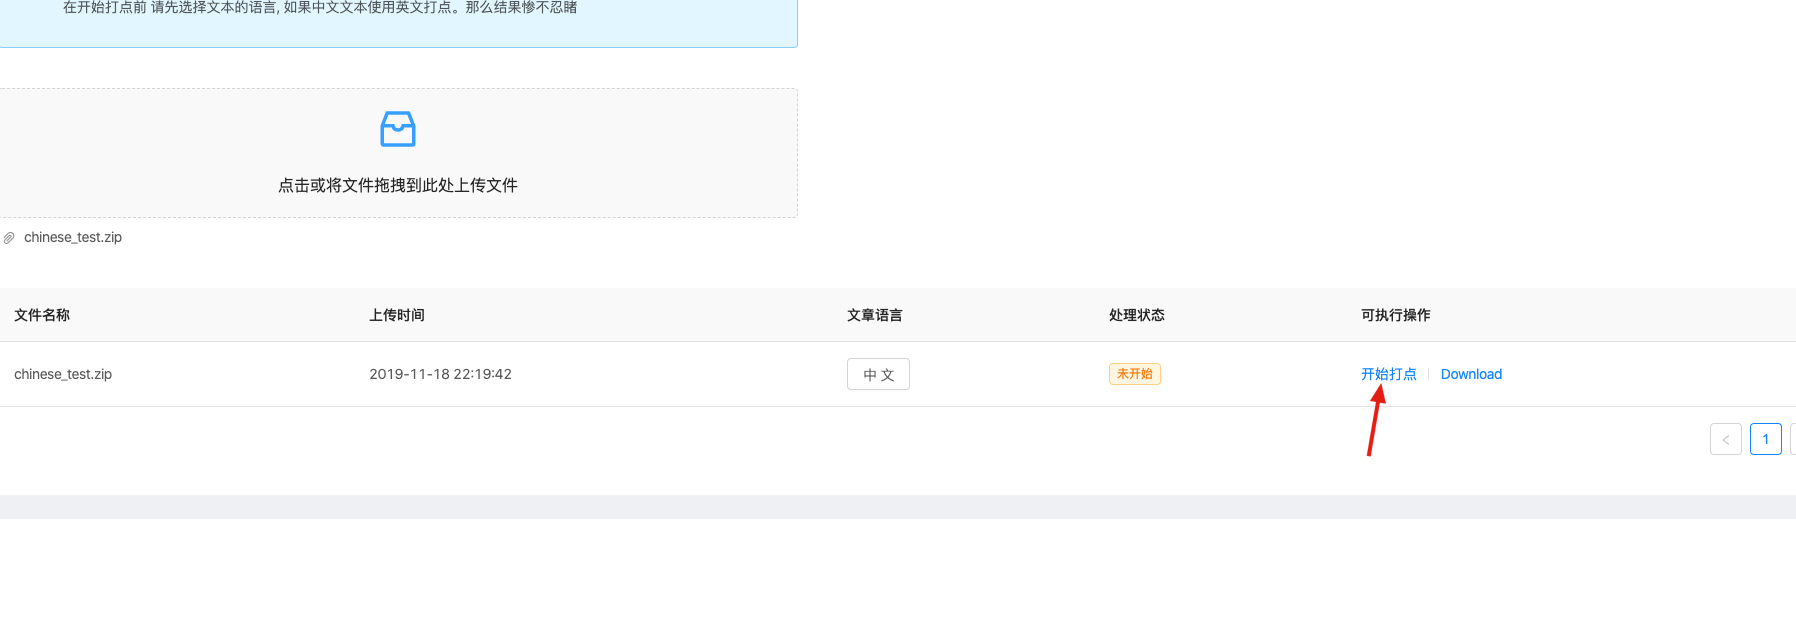 在开始打点前 请先选择文本的语言, 如果中文文本使用英文打点。那么结果惨不忍睹
点击或将文件拖拽到此处上传文件
chinese_test.zip
文件名称 上传时间 文章语言 处理状态 可执行操作
chinese_test.zip 2019-11-18 22:19:42 中 文 未开始 开始打点 Download
< 1